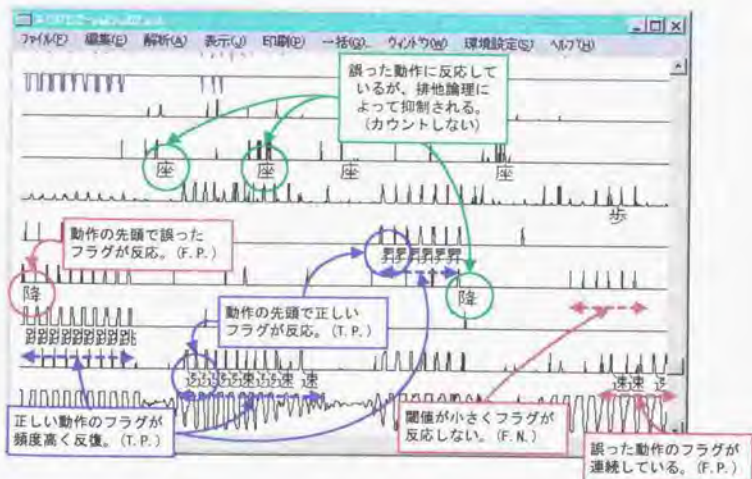 ファイル(F) 編集(E) 解析(A) 表示(J) 印刷(P) 一括(G) ウィンドウ(W) 環境設定(S) ヘルプ(H)
誤った動作に反応して
いるが、排他論理に
よって抑制される。
(カウントしない)
座 座 座 座
歩
動作の先頭で誤った
フラグが反応。(F.P.)
降
降
動作の先頭で正しい
フラグが反応。(T.P.)
速速 速
正しい動作のフラグが
頻度高く反復。(T.P.)
閾値が小さくフラグが
反応しない。(F.N.)
誤った動作のフラグが
連続している。(F.P.)